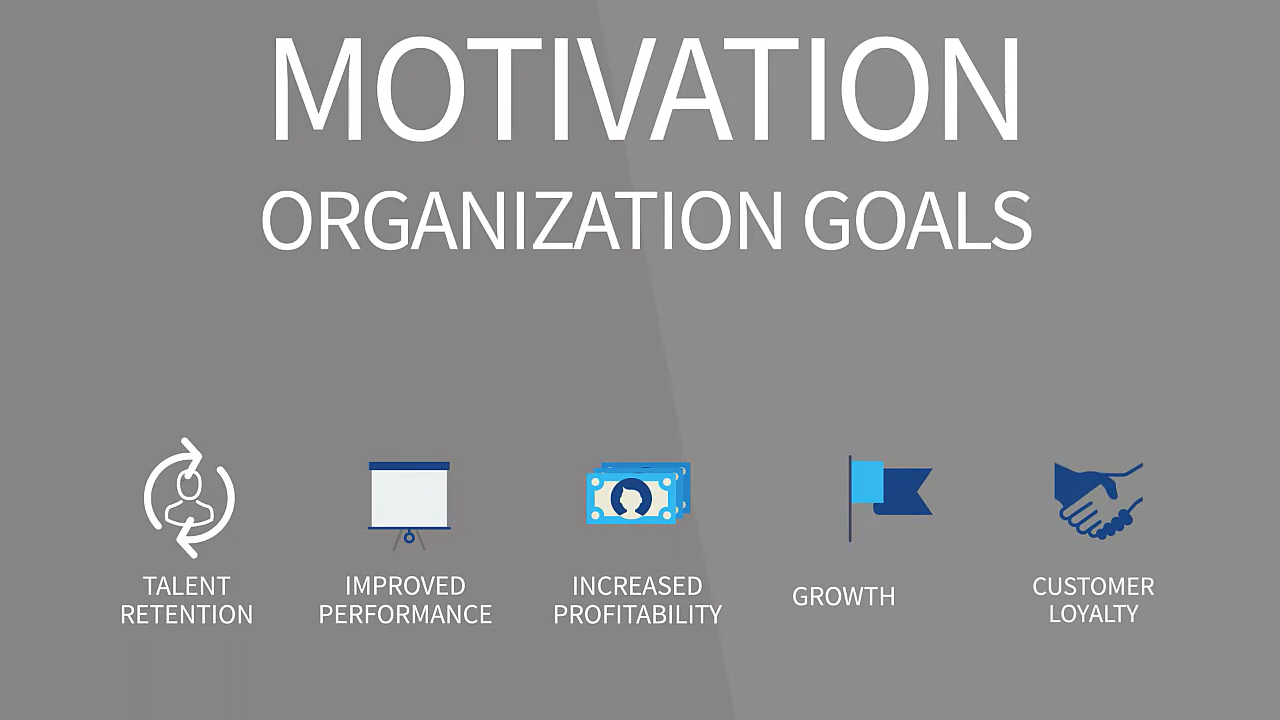 MOTIVATION
ORGANIZATION GOALS
TALENT
RETENTION
IMPROVED
PERFORMANCE
INCREASED
PROFITABILITY
GROWTH
CUSTOMER
LOYALTY